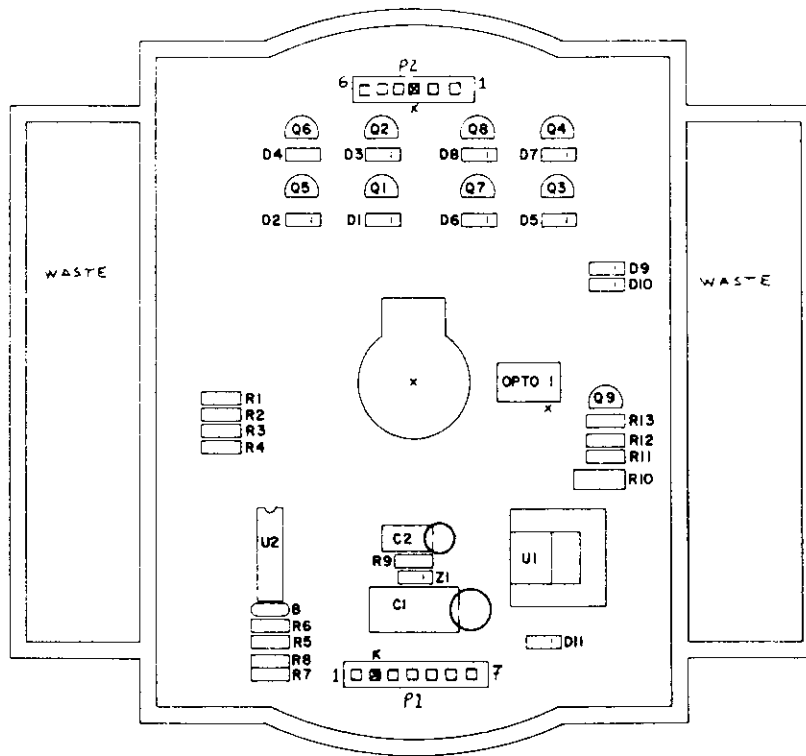 P2
6 1
x
Q6 Q2 Q8 Q4
D4 D3 D8 D7
Q5 Q1 Q7 Q3
D2 D1 D6 D5
WASTE
D9
D10
WASTE
x
OPTO 1
x
R1
R2
R3
R4
Q9
R13
R12
R11
R10
U2
C2
R9
Z1
C1
U1
8
R6
R5
R8
R7
D11
K
1 7
P1